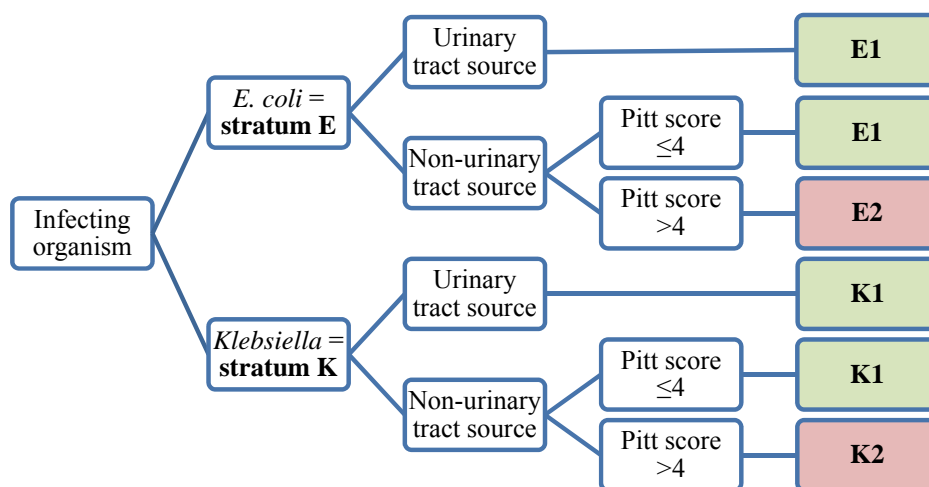 Urinary
tract source
E1
E. coli =
stratum E
Pitt score
≤4
E1
Non-urinary
tract source
Pitt score
>4
E2
Infecting
organism
Urinary
tract source
K1
Klebsiella =
stratum K
Pitt score
≤4
K1
Non-urinary
tract source
Pitt score
>4
K2